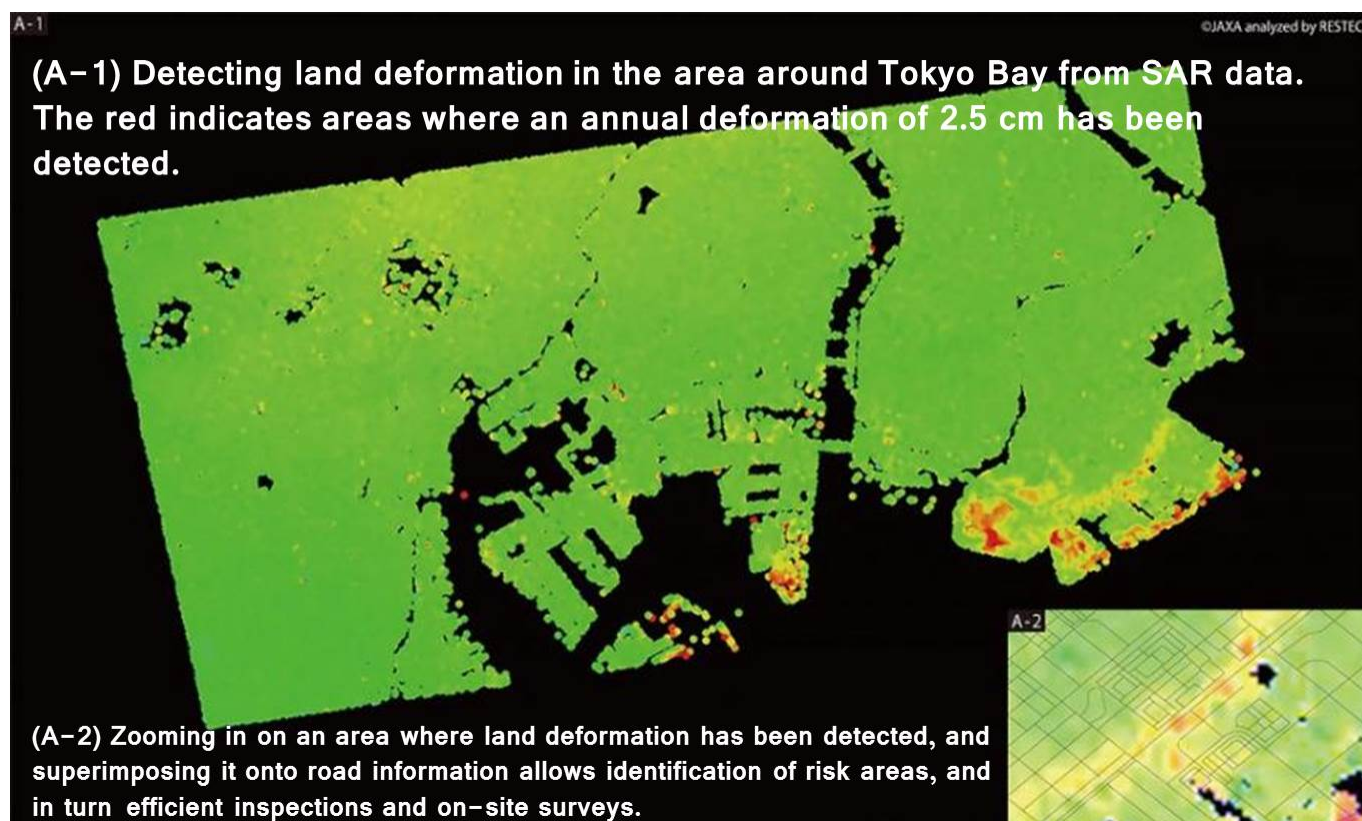 A-1
©JAXA analyzed by RESTEC
(A-1) Detecting land deformation in the area around Tokyo Bay from SAR data.
The red indicates areas where an annual deformation of 2.5 cm has been
detected.
A-2
(A-2) Zooming in on an area where land deformation has been detected, and
superimposing it onto road information allows identification of risk areas, and
in turn efficient inspections and on-site surveys.